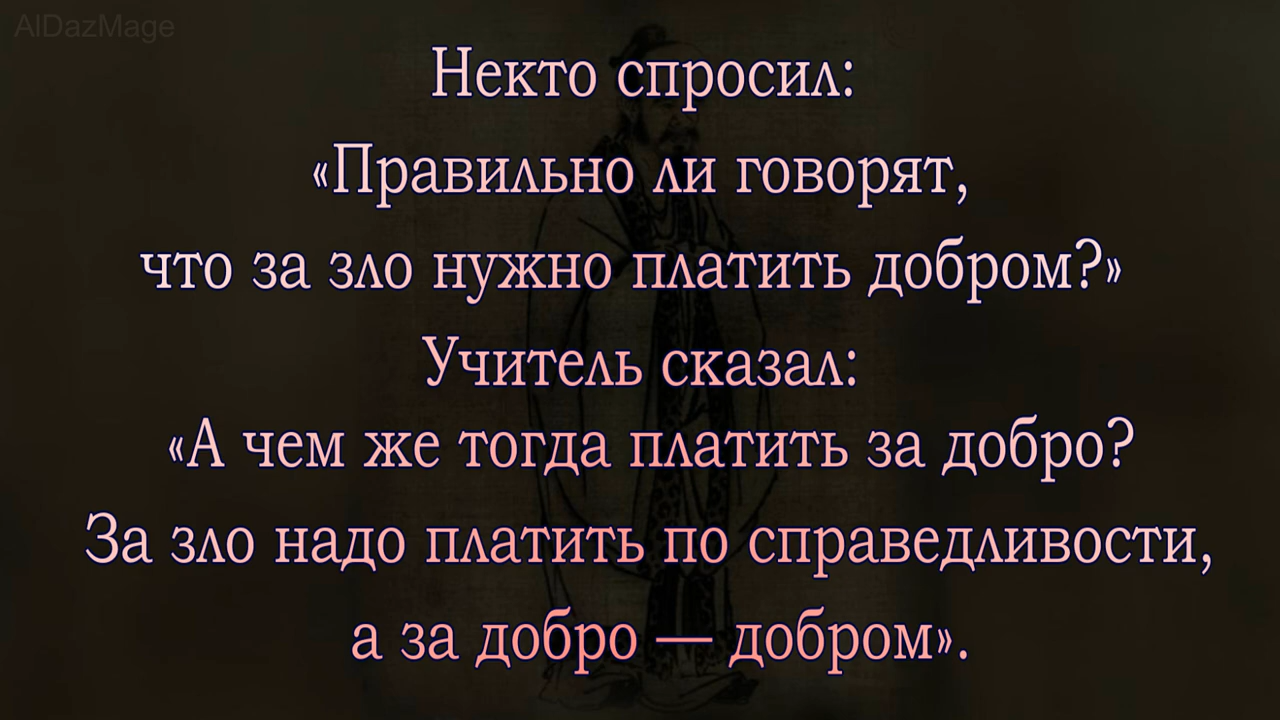 AlDazMage
Некто спросил:
«Правильно ли говорят,
что за зло нужно платить добром?»
Учитель сказал:
«А чем же тогда платить за добро?
За зло надо платить по справедливости,
а за добро — добром».